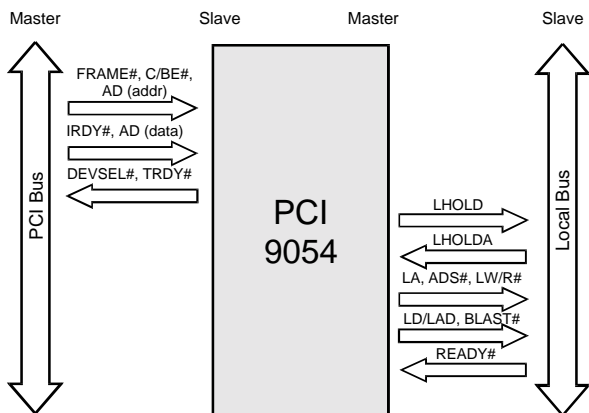 Master
Slave
Master
Slave
FRAME#, C/BE#,
AD (addr)
IRDY#, AD (data)
DEVSEL#, TRDY#
PCI Bus
PCI
9054
LHOLD
LHOLDA
LA, ADS#, LW/R#
LD/LAD, BLAST#
READY#
Local Bus